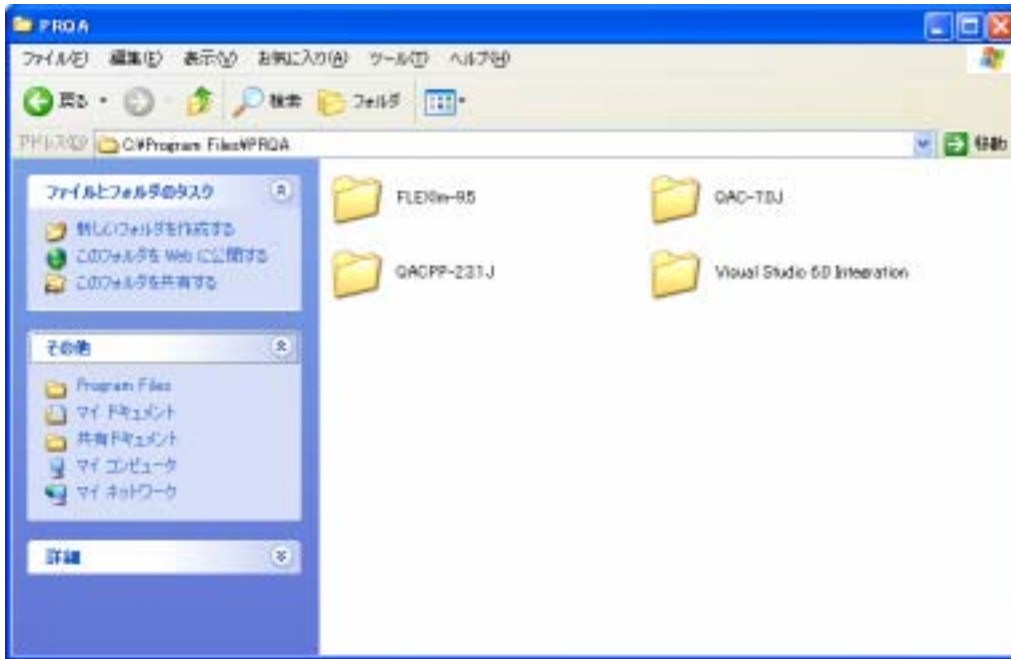 PRQA
ファイル(F) 編集(E) 表示(V) お気に入り(A) ツール(T) ヘルプ(H)
戻る 検索 フォルダ
アドレス(D) C:¥Program Files¥PRQA 移動
ファイルとフォルダのタスク
新しいフォルダを作成する
このフォルダを Web に公開する
このフォルダを共有する
その他
Program Files
マイ ドキュメント
共有ドキュメント
マイ コンピュータ
マイ ネットワーク
詳細
FLEXlm-95
QAC-70J
QACPP-231J
Visual Studio 6.0 Integration